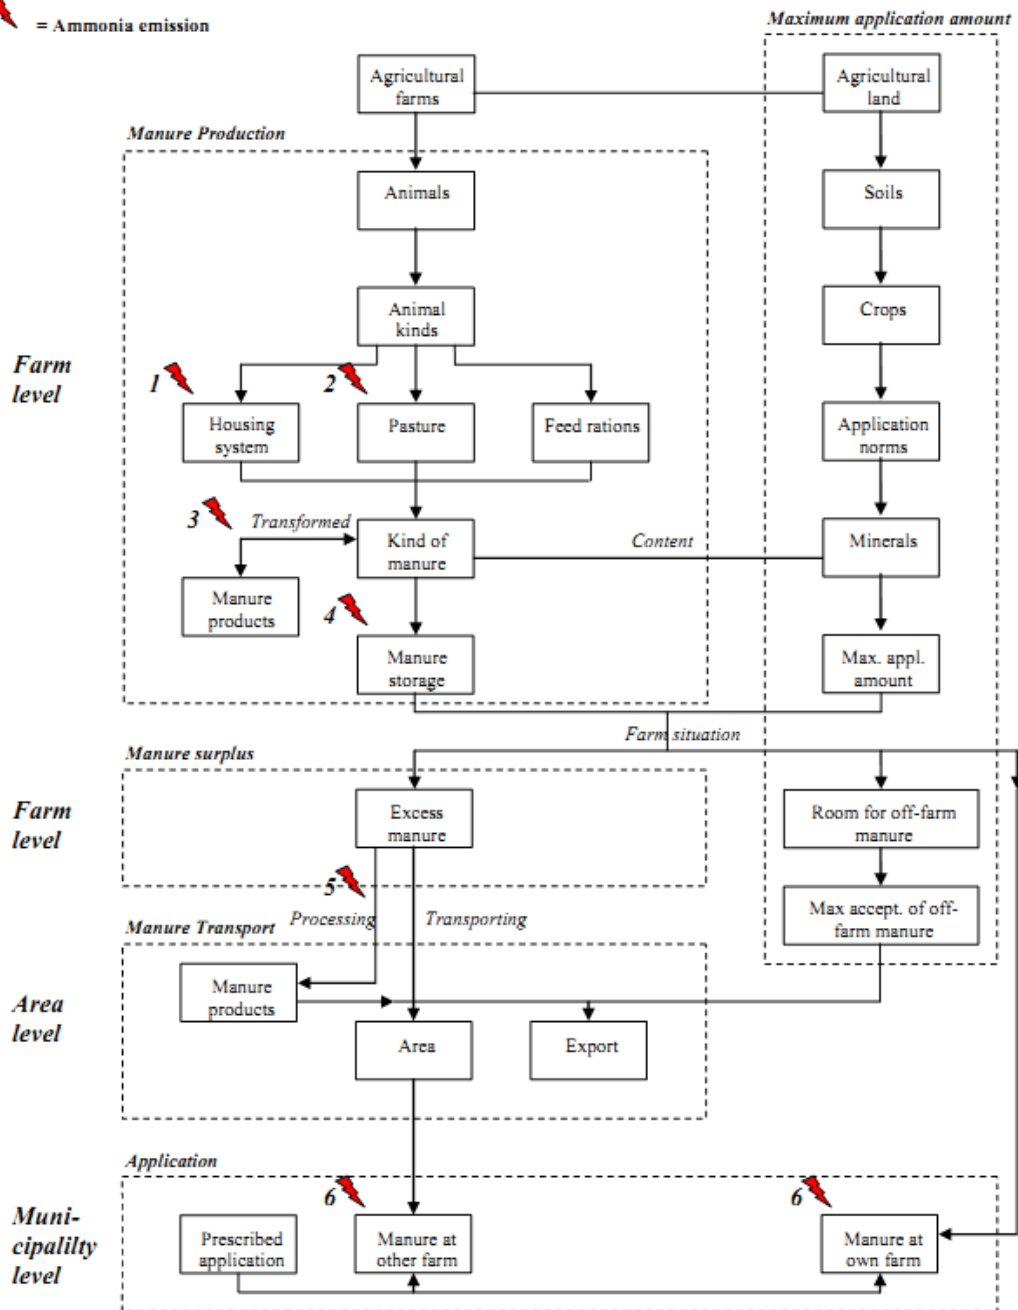 = Ammonia emission
Maximum application amount
Agricultural
farms
Agricultural
land
Manure Production
Animals
Soils
Animal
kinds
Crops
Farm
level
1
2
Housing
system
Pasture
Feed rations
Application
norms
3
Transformed
Kind of
manure
Content
Minerals
Manure
products
4
Manure
storage
Max. appl.
amount
Farm situation
Manure surplus
Farm
level
Excess
manure
Room for off-farm
manure
5
Processing
Transporting
Max accept. of off-
farm manure
Manure Transport
Area
level
Manure
products
Area
Export
Application
6
6
Muni-
cipalilty
level
Prescribed
application
Manure at
other farm
Manure at
own farm